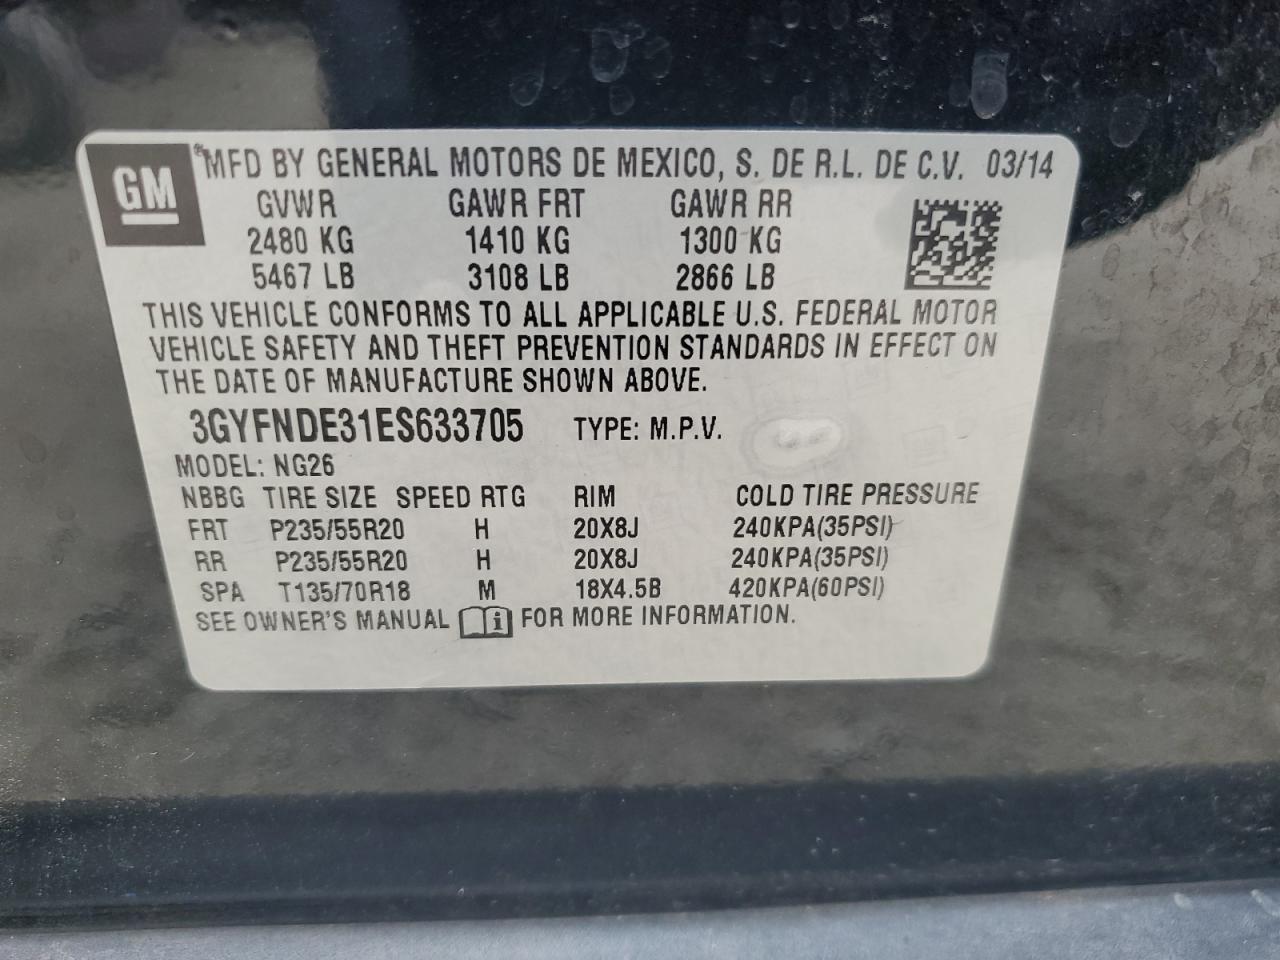 GM ® MFD BY GENERAL MOTORS DE MEXICO, S. DE R.L. DE C.V. 03/14
GVWR GAWR FRT GAWR RR
2480 KG 1410 KG 1300 KG
5467 LB 3108 LB 2866 LB
THIS VEHICLE CONFORMS TO ALL APPLICABLE U.S. FEDERAL MOTOR
VEHICLE SAFETY AND THEFT PREVENTION STANDARDS IN EFFECT ON
THE DATE OF MANUFACTURE SHOWN ABOVE.
3GYFNDE31ES633705 TYPE: M.P.V.
MODEL: NG26
NBBG TIRE SIZE SPEED RTG RIM COLD TIRE PRESSURE
FRT P235/55R20 H 20X8J 240KPA(35PSI)
RR P235/55R20 H 20X8J 240KPA(35PSI)
SPA T135/70R18 M 18X4.5B 420KPA(60PSI)
SEE OWNER'S MANUAL i FOR MORE INFORMATION.